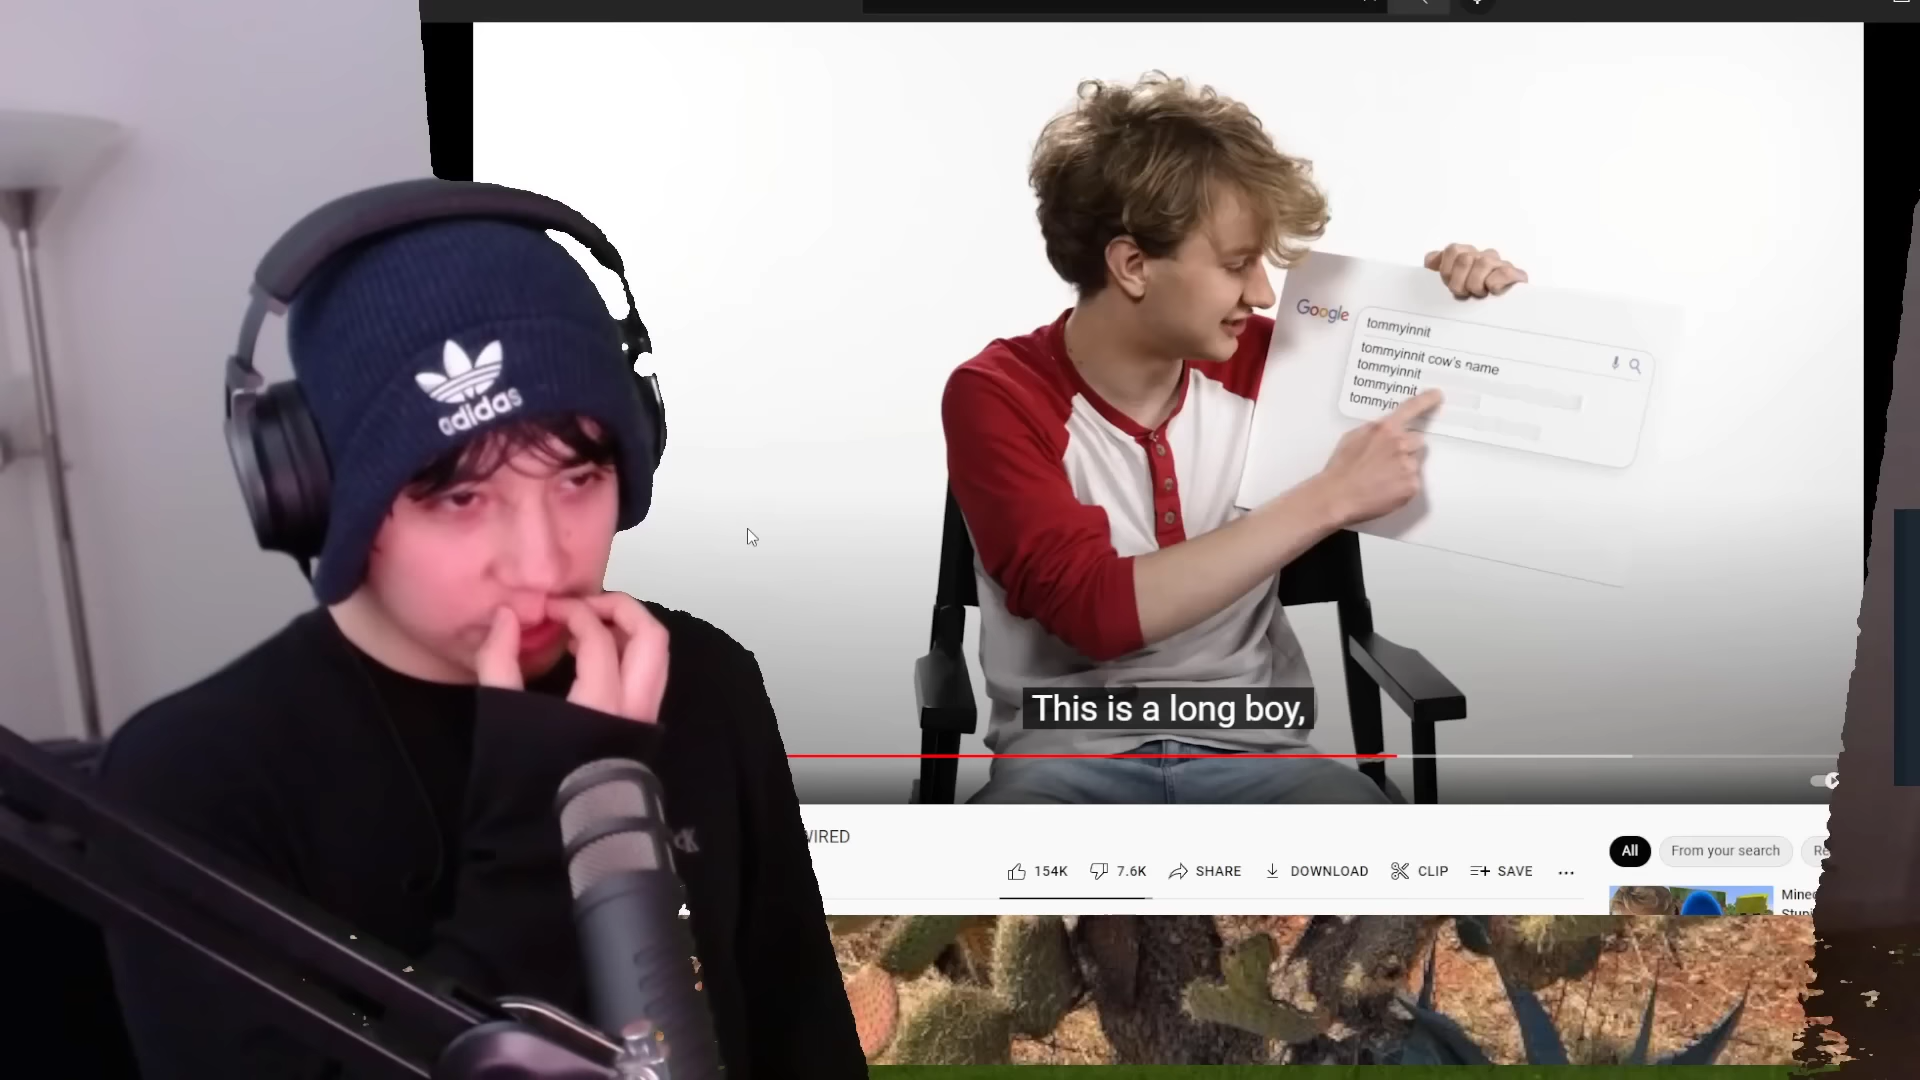 Google
tommyinnit
tommyinnit cow's name
tommyinnit
tommyinnit
adidas
This is a long boy,
WIRED
154K
7.6K
SHARE
DOWNLOAD
CLIP
SAVE
All
From your search